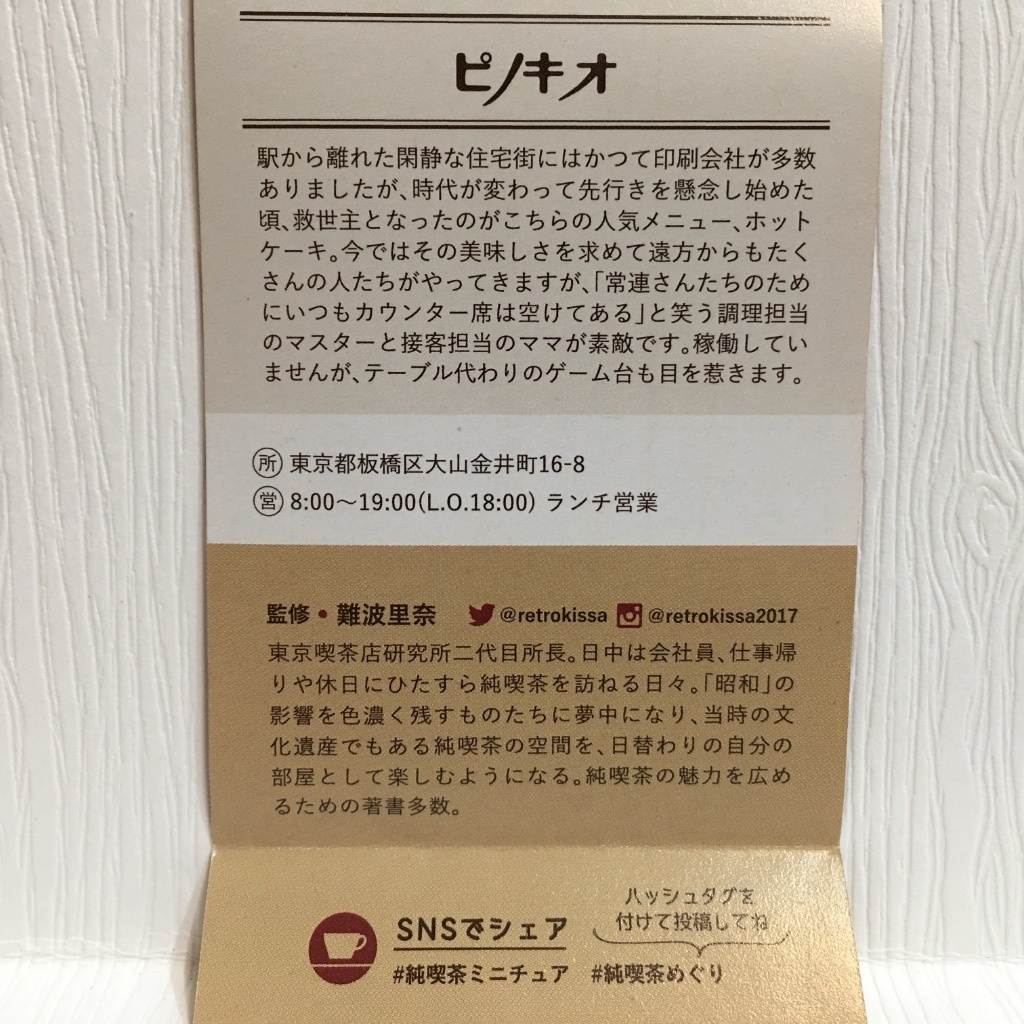 ピノキオ
駅から離れた閑静な住宅街にはかつて印刷会社が多数
ありましたが、時代が変わって先行きを懸念し始めた
頃、救世主となったのがこちらの人気メニュー、ホット
ケーキ。今ではその美味しさを求めて遠方からもたく
さんの人たちがやってきますが、「常連さんたちのため
にいつもカウンター席は空けてある」と笑う調理担当
のマスターと接客担当のママが素敵です。稼働してい
ませんが、テーブル代わりのゲーム台も目を惹きます。
所 東京都板橋区大山金井町16-8
営 8:00〜19:00(L.O.18:00) ランチ営業
監修・難波里奈 @retrokissa @retrokissa2017
東京喫茶店研究所二代目所長。日中は会社員、仕事帰
りや休日にひたすら純喫茶を訪ねる日々。「昭和」の
影響を色濃く残すものたちに夢中になり、当時の文
化遺産でもある純喫茶の空間を、日替わりの自分の
部屋として楽しむようになる。純喫茶の魅力を広め
るための著書多数。
ハッシュタグを
付けて投稿してね
SNSでシェア
#純喫茶ミニチュア #純喫茶めぐり